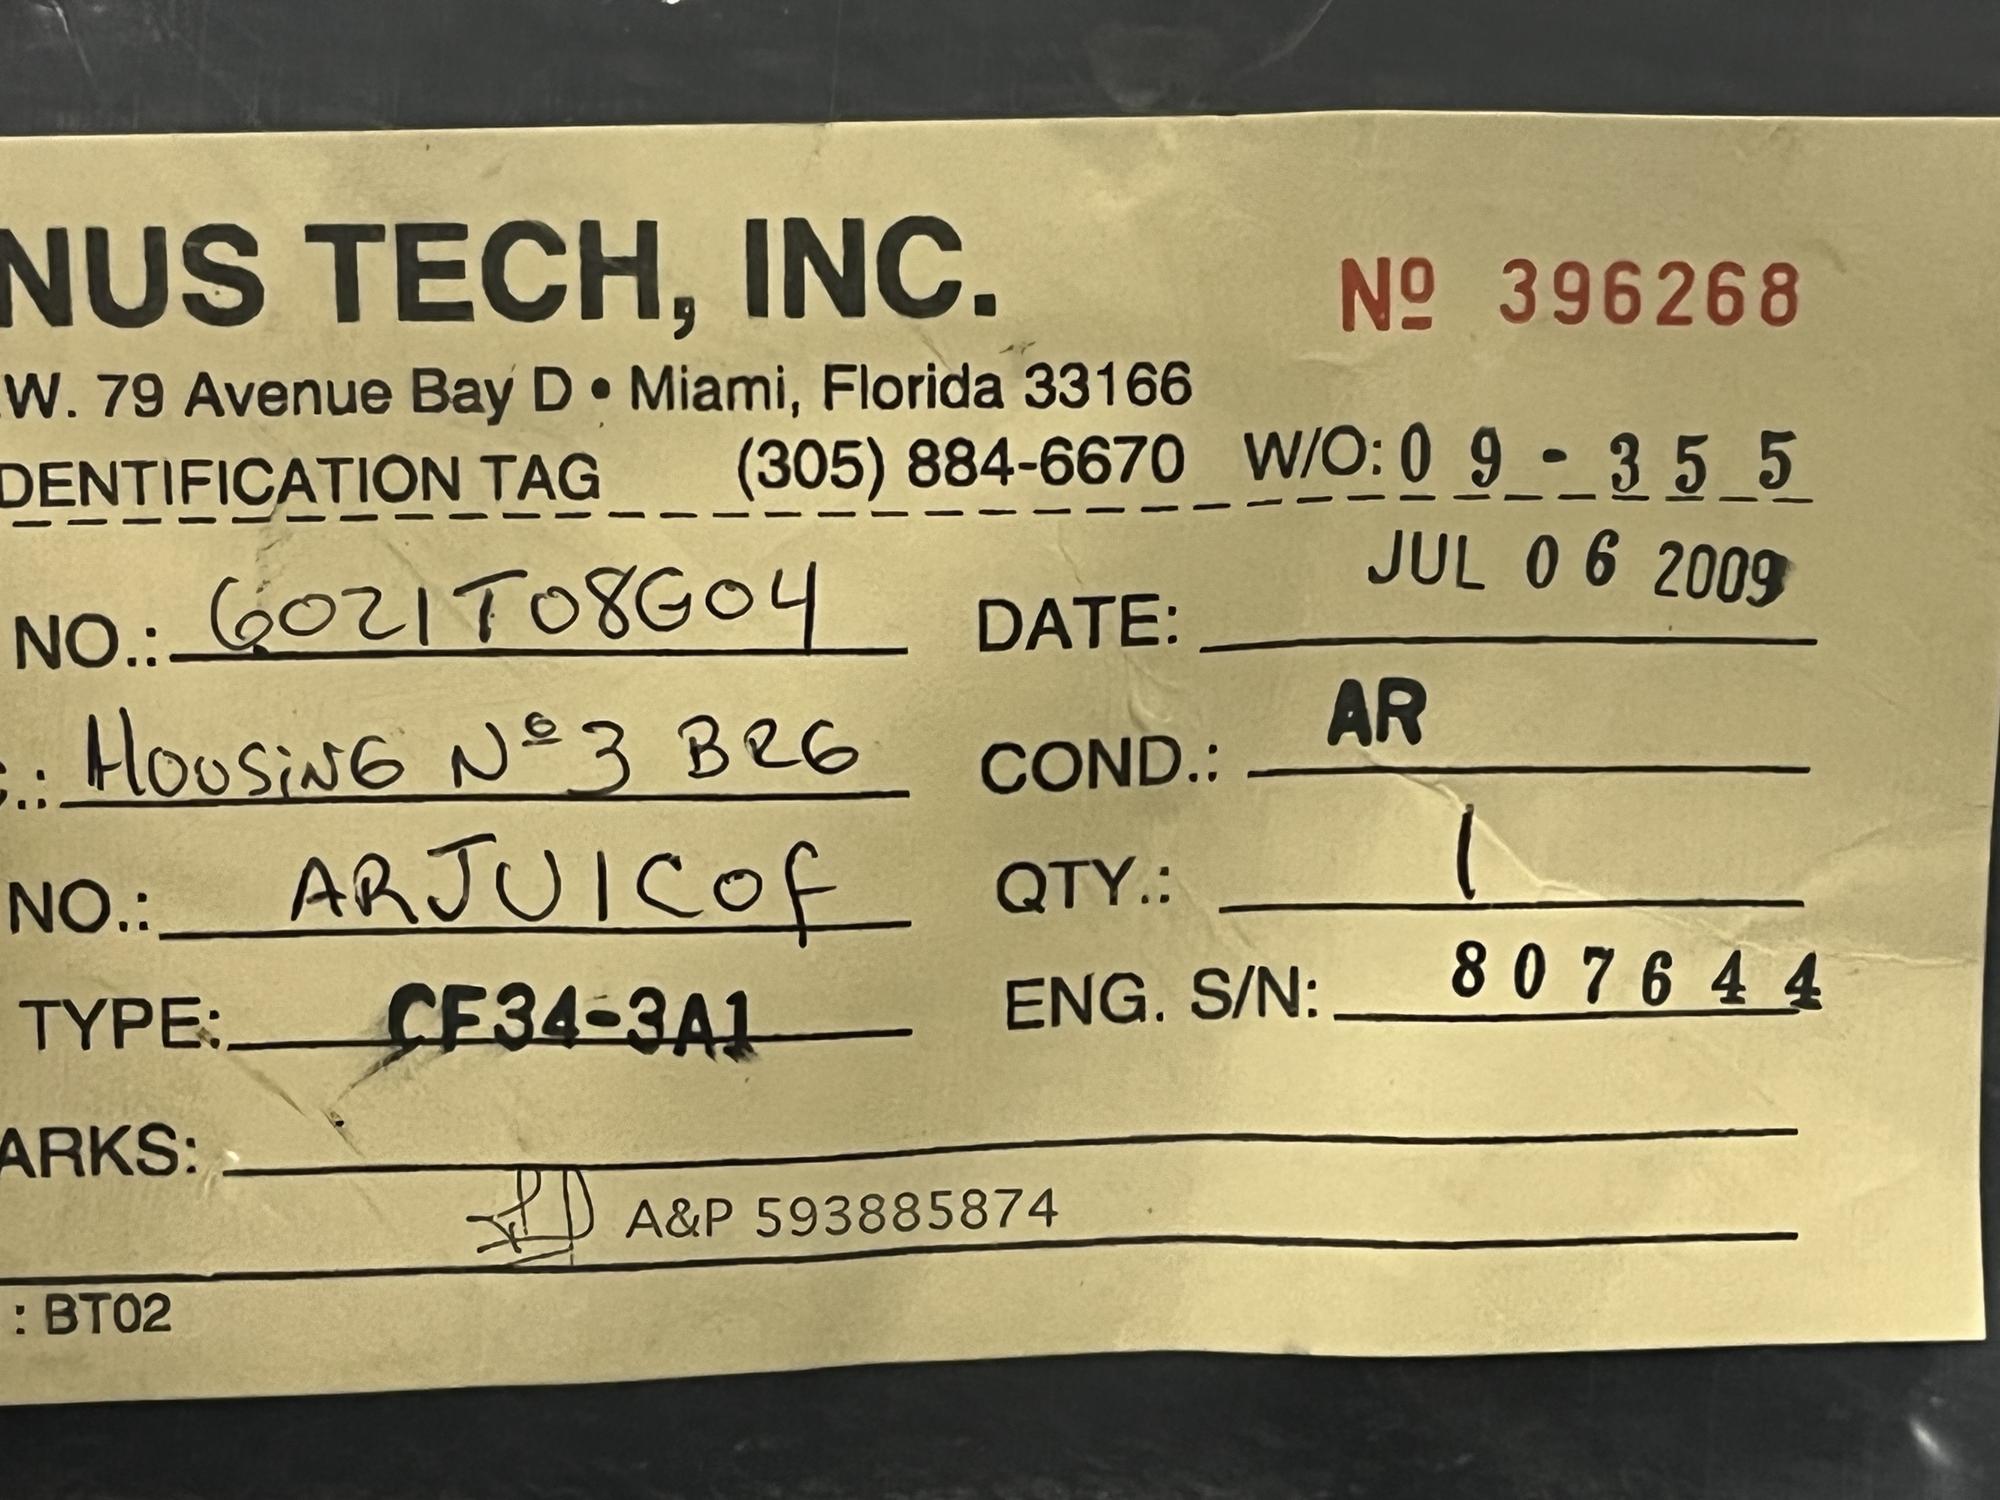 NUS TECH, INC. Nº 396268
.W. 79 Avenue Bay D • Miami, Florida 33166
DENTIFICATION TAG (305) 884-6670 W/O: 09-355
NO.: 6021T08G04 DATE: JUL 06 2009
.: HOUSiNG Nº 3 BRG COND.: AR
NO.: ARJU1COF QTY.: 1
TYPE: CF34-3A1 ENG. S/N: 807644
ARKS:
A&P 593885874
: BT02